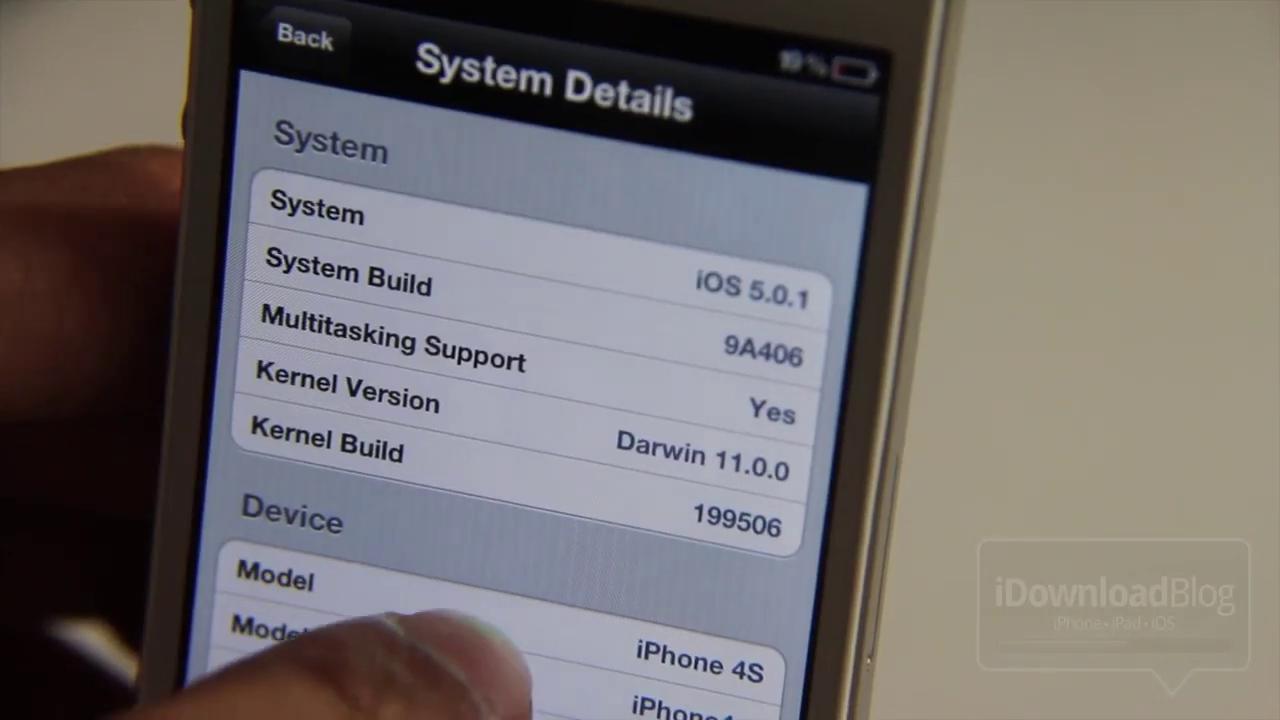 Back
System Details
19%
System
System iOS 5.0.1
System Build 9A406
Multitasking Support Yes
Kernel Version Darwin 11.0.0
Kernel Build 199506
Device
Model iPhone 4S
iDownloadBlog
iPhone • iPad • iOS